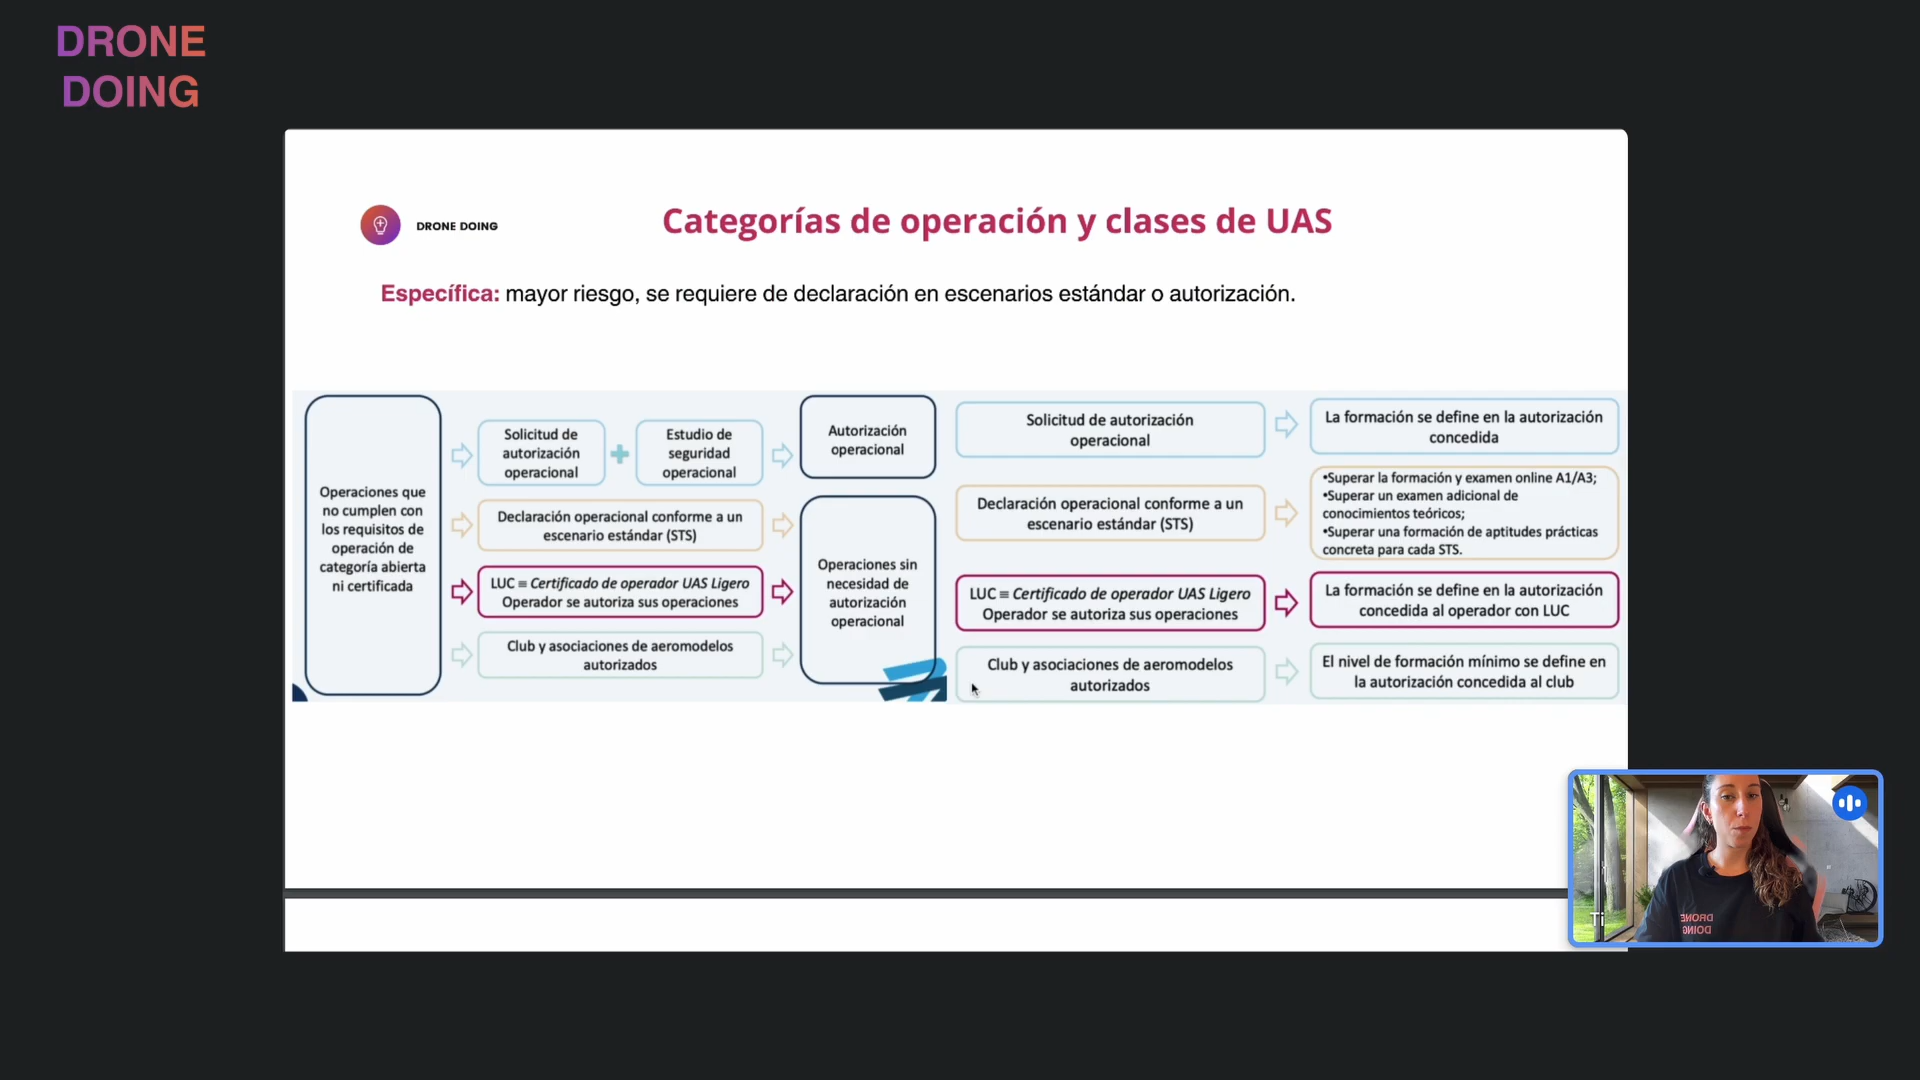 DRONE
DOING
DRONE DOING
Categorías de operación y clases de UAS
Específica: mayor riesgo, se requiere de declaración en escenarios estándar o autorización.
Operaciones que
no cumplen con
los requisitos de
operación de
categoría abierta
ni certificada
Solicitud de
autorización
operacional
Estudio de
seguridad
operacional
Autorización
operacional
Declaración operacional conforme a un
escenario estándar (STS)
LUC ≡ Certificado de operador UAS Ligero
Operador se autoriza sus operaciones
Club y asociaciones de aeromodelos
autorizados
Operaciones sin
necesidad de
autorización
operacional
Solicitud de autorización
operacional
La formación se define en la autorización
concedida
Declaración operacional conforme a un
escenario estándar (STS)
•Superar la formación y examen online A1/A3;
•Superar un examen adicional de
conocimientos teóricos;
•Superar una formación de aptitudes prácticas
concreta para cada STS.
LUC ≡ Certificado de operador UAS Ligero
Operador se autoriza sus operaciones
La formación se define en la autorización
concedida al operador con LUC
Club y asociaciones de aeromodelos
autorizados
El nivel de formación mínimo se define en
la autorización concedida al club
Ti
DRONE
DOING